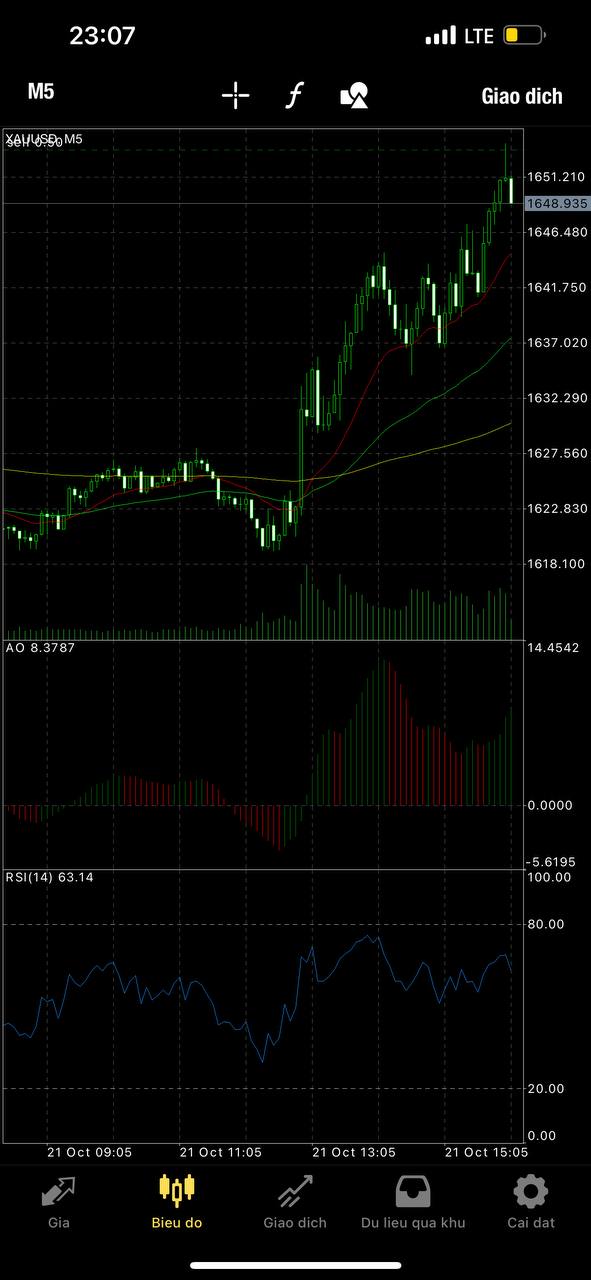 23:07
LTE
M5
f
Giao dich
XAUUSD, M5
sell 0.50
1651.210
1648.935
1646.480
1641.750
1637.020
1632.290
1627.560
1622.830
1618.100
AO 8.3787
14.4542
0.0000
-5.6195
RSI(14) 63.14
100.00
80.00
20.00
0.00
21 Oct 09:05
21 Oct 11:05
21 Oct 13:05
21 Oct 15:05
Gia
Bieu do
Giao dich
Du lieu qua khu
Cai dat